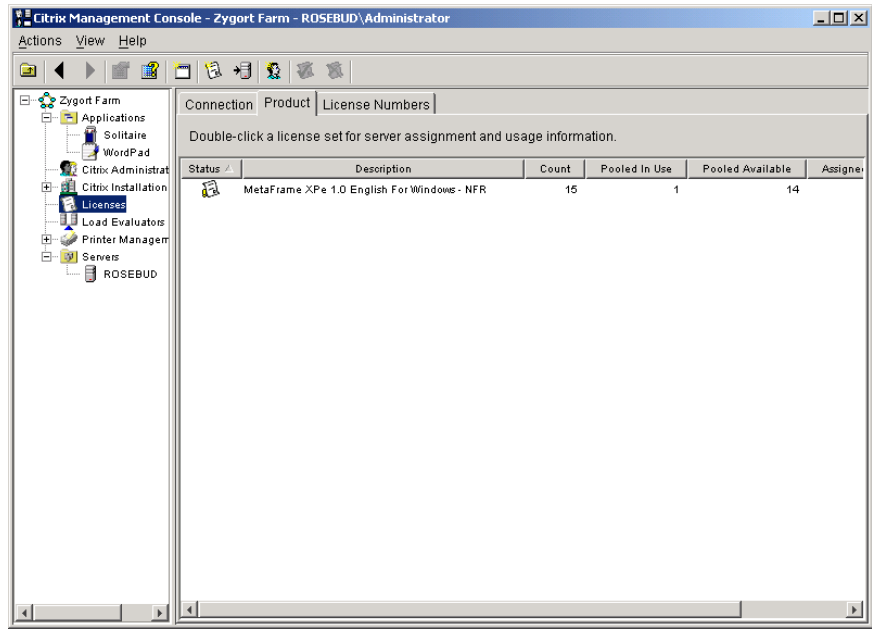 Citrix Management Console - Zygort Farm - ROSEBUD\Administrator
Actions View Help
Zygort Farm
Applications
Solitaire
WordPad
Citrix Administrat
Citrix Installation
Licenses
Load Evaluators
Printer Managem
Servers
ROSEBUD
Connection Product License Numbers
Double-click a license set for server assignment and usage information.
Status Description Count Pooled In Use Pooled Available Assigne
MetaFrame XPe 1.0 English For Windows - NFR 15 1 14